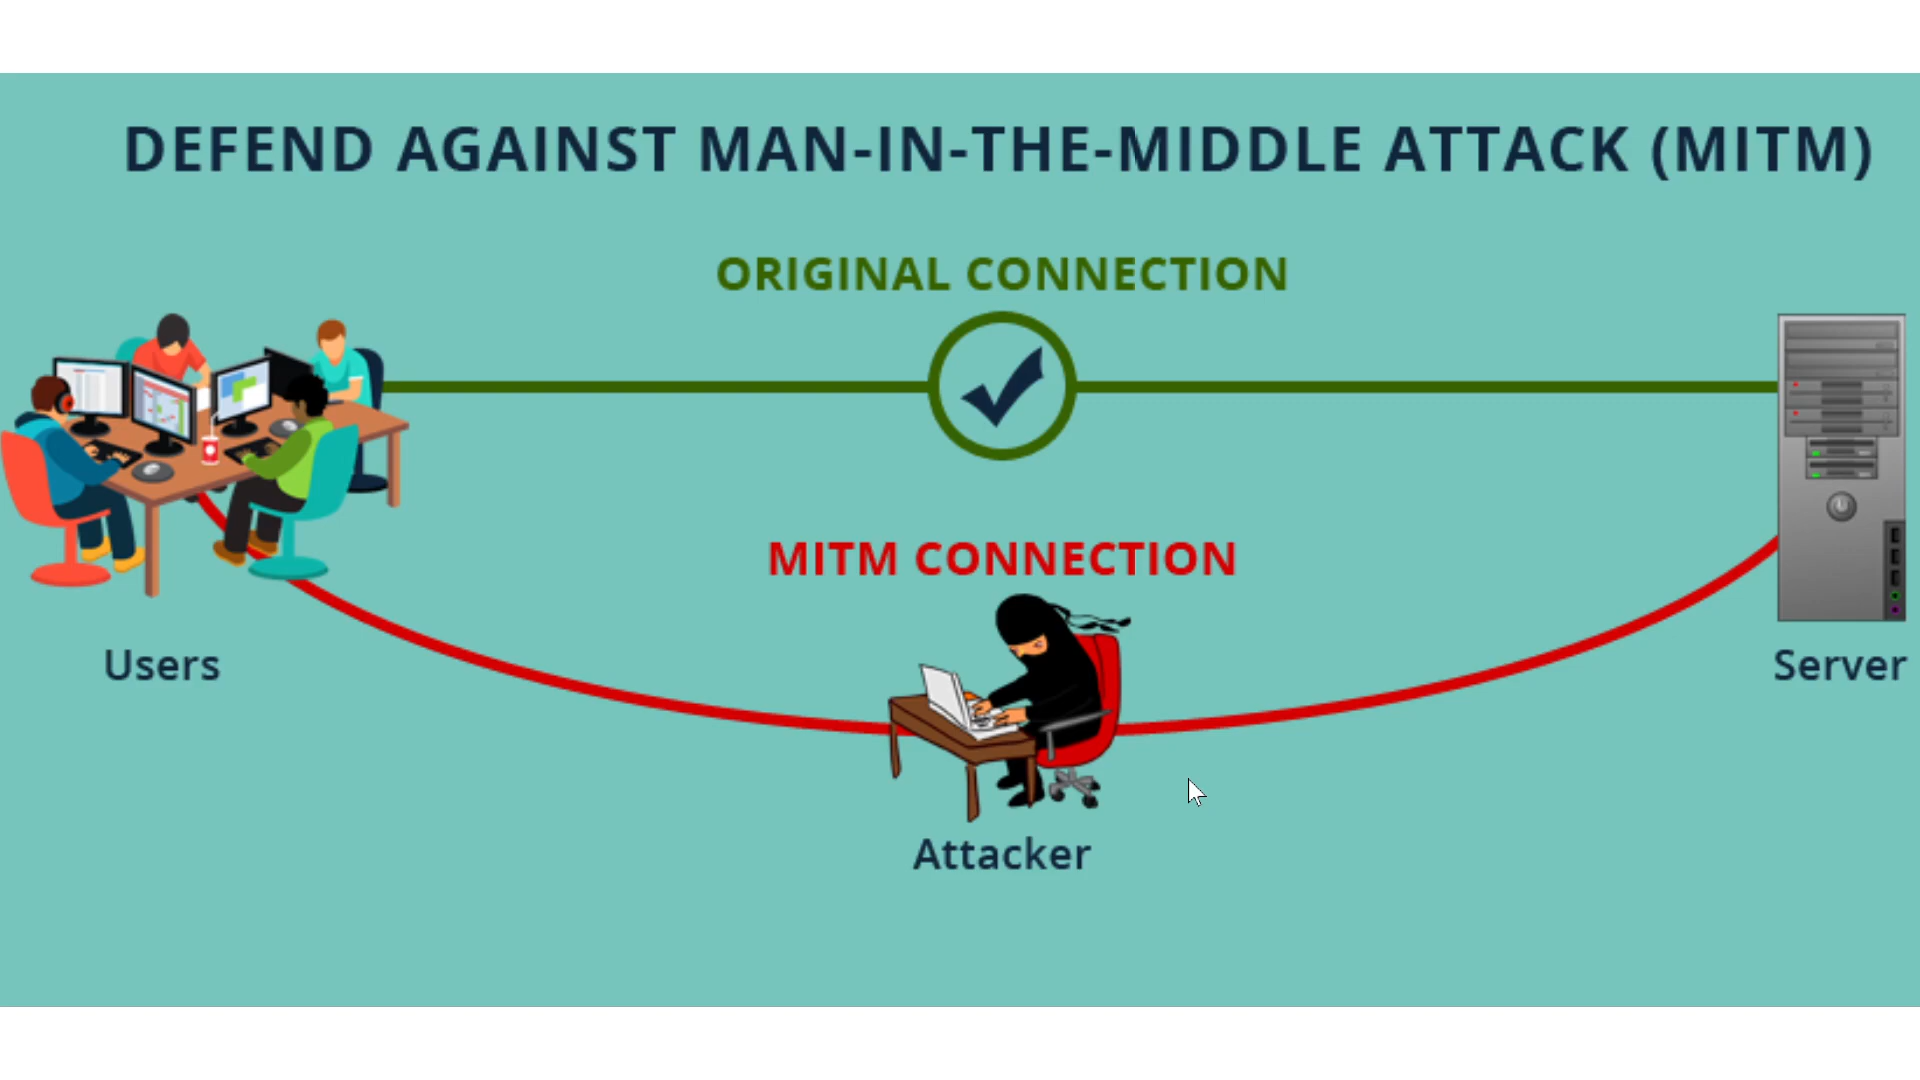 DEFEND AGAINST MAN-IN-THE-MIDDLE ATTACK (MITM)
ORIGINAL CONNECTION
MITM CONNECTION
Users
Server
Attacker